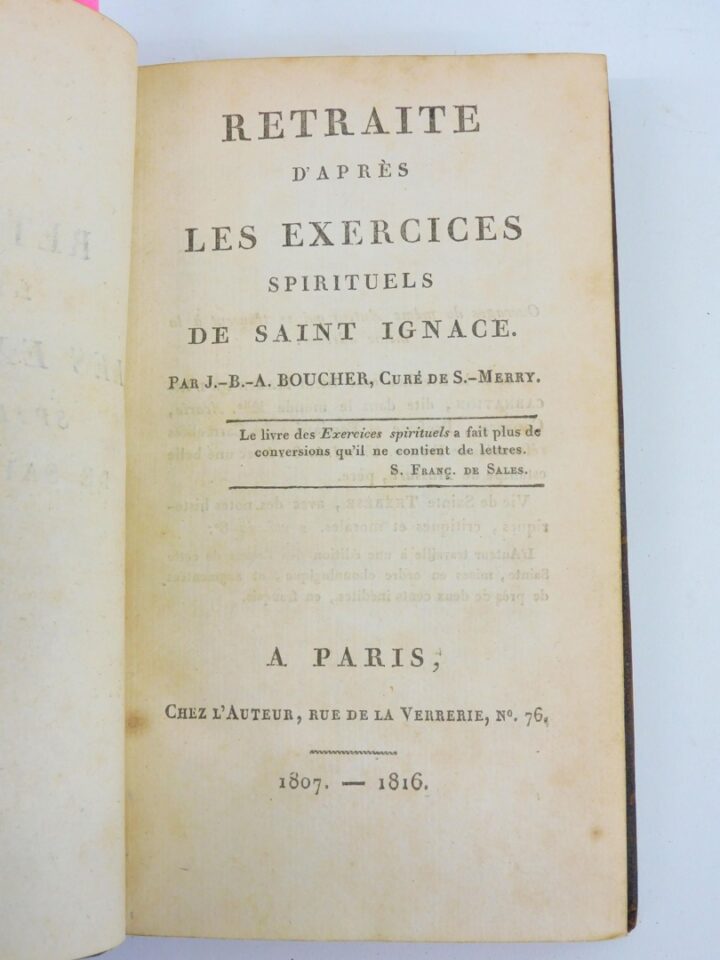 RETRAITE
D'APRÈS
LES EXERCICES
SPIRITUELS
DE SAINT IGNACE.
PAR J.-B.-A. BOUCHER, CURÉ DE S.-MERRY.
Le livre des Exercices spirituels a fait plus de
conversions qu'il ne contient de lettres.
S. FRANÇ. DE SALES.
A PARIS,
CHEZ L'AUTEUR, RUE DE LA VERRERIE, Nº. 76.
1807. — 1816.